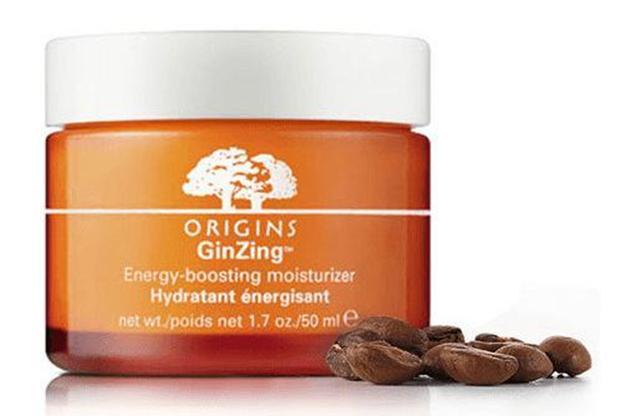 ORIGINS
GinZing™
Energy-boosting moisturizer
Hydratant énergisant
net wt./poids net 1.7 oz./50 ml ℮